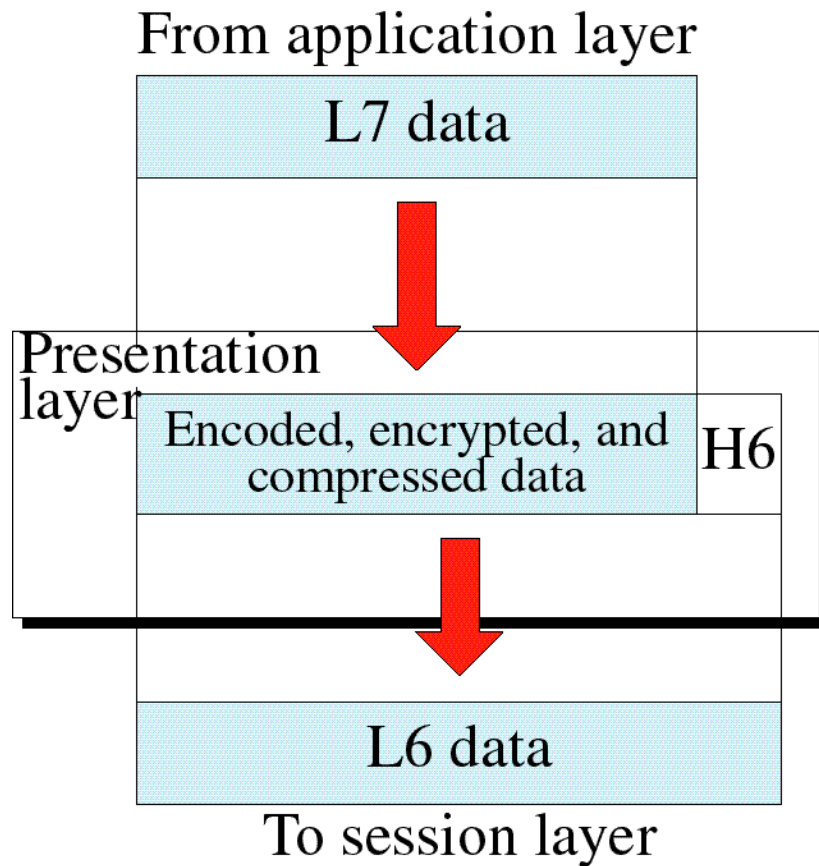 From application layer
L7 data
Presentation
layer
Encoded, encrypted, and
compressed data
H6
L6 data
To session layer